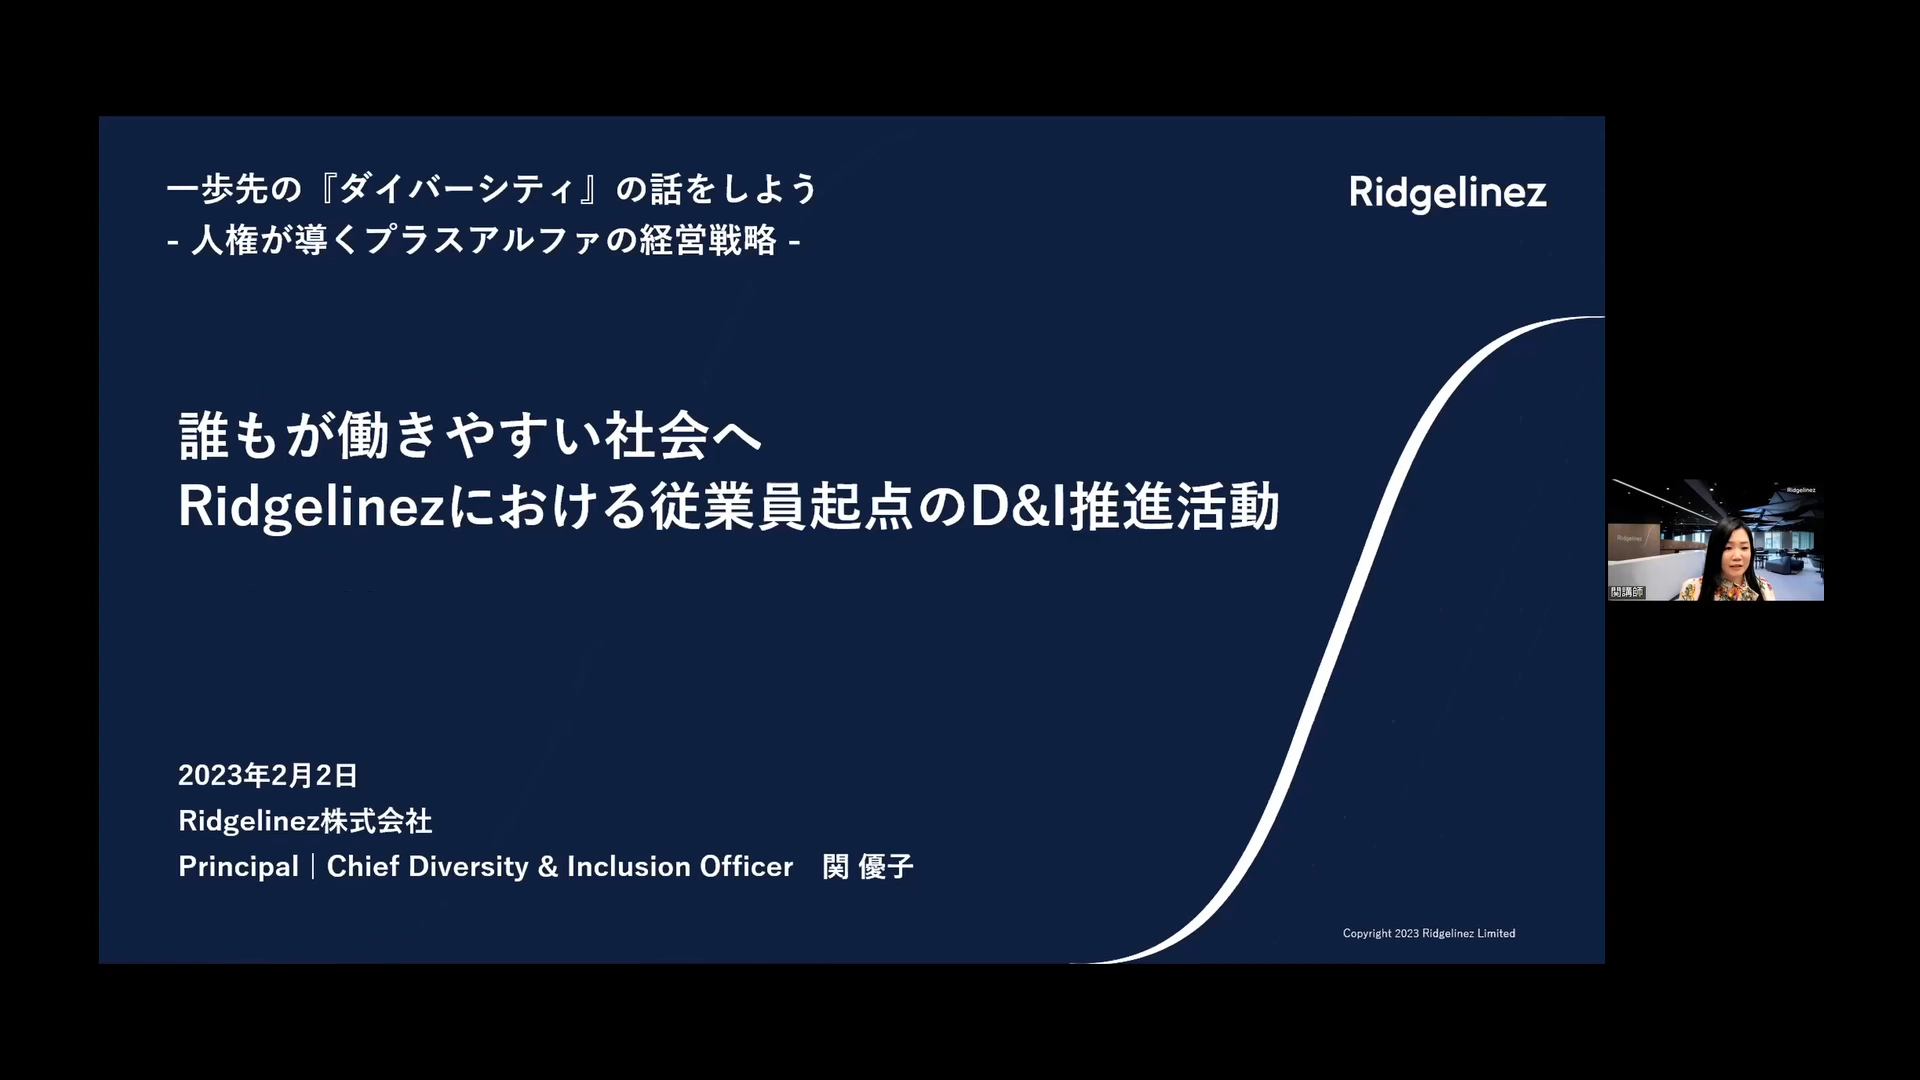 一歩先の『ダイバーシティ』の話をしよう
- 人権が導くプラスアルファの経営戦略 -
Ridgelinez
誰もが働きやすい社会へ
Ridgelinezにおける従業員起点のD&I推進活動
2023年2月2日
Ridgelinez株式会社
Principal｜Chief Diversity & Inclusion Officer　関 優子
Copyright 2023 Ridgelinez Limited
Ridgelinez
Ridgelinez
関講師